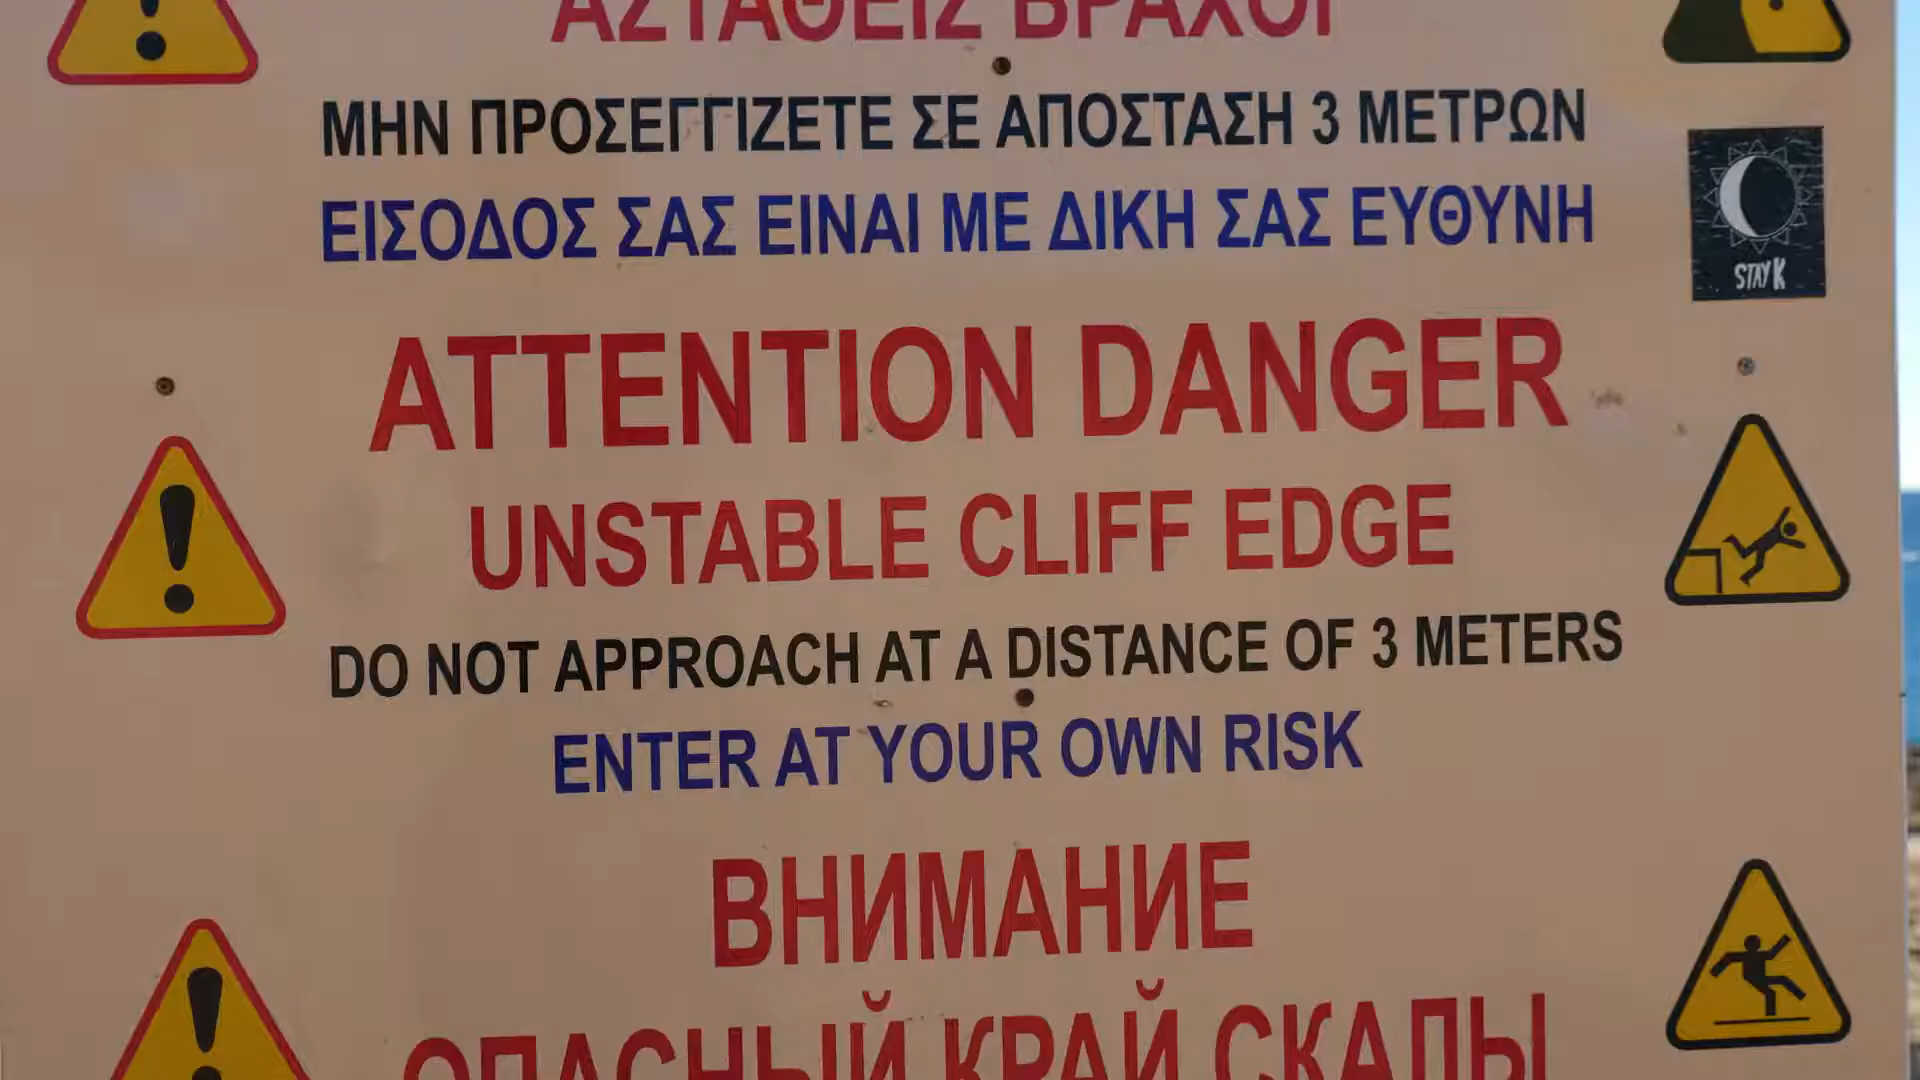 ΑΣΤΑΘΕΙΣ ΒΡΑΧΟΙ
ΜΗΝ ΠΡΟΣΕΓΓΙΖΕΤΕ ΣΕ ΑΠΟΣΤΑΣΗ 3 ΜΕΤΡΩΝ
ΕΙΣΟΔΟΣ ΣΑΣ ΕΙΝΑΙ ΜΕ ΔΙΚΗ ΣΑΣ ΕΥΘΥΝΗ
STAY K
ATTENTION DANGER
UNSTABLE CLIFF EDGE
DO NOT APPROACH AT A DISTANCE OF 3 METERS
ENTER AT YOUR OWN RISK
ВНИМАНИЕ
ОПАСНЫЙ КРАЙ СКАЛЫ